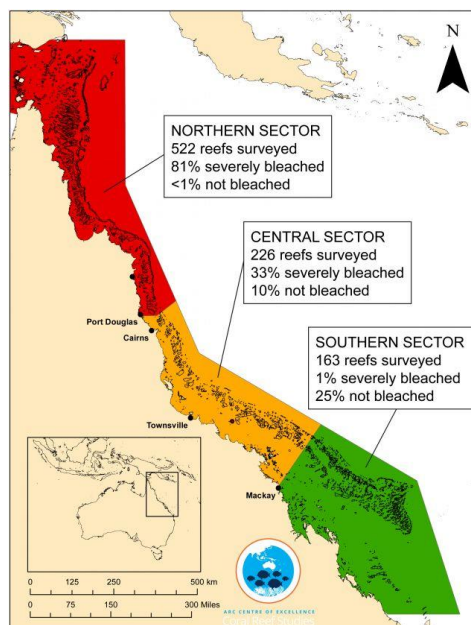 N
NORTHERN SECTOR
522 reefs surveyed
81% severely bleached
<1% not bleached
CENTRAL SECTOR
226 reefs surveyed
33% severely bleached
10% not bleached
Port Douglas
Cairns
SOUTHERN SECTOR
163 reefs surveyed
1% severely bleached
25% not bleached
Townsville
Mackay
0 125 250 500 km
0 75 150 300 Miles
ARC CENTRE OF EXCELLENCE
Coral Reef Studies